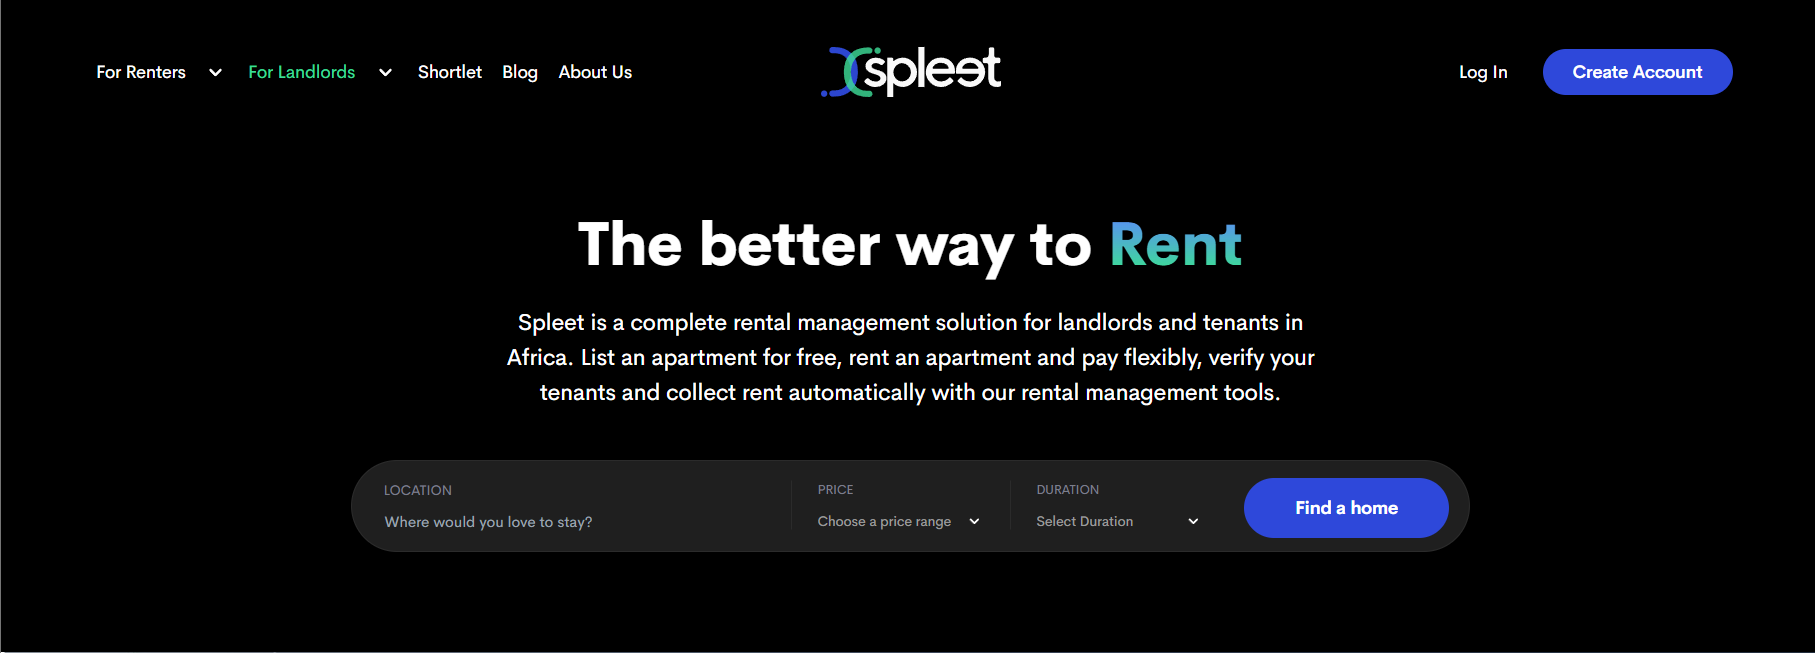 For Renters For Landlords Shortlet Blog About Us spleet Log In Create Account
The better way to Rent
Spleet is a complete rental management solution for landlords and tenants in
Africa. List an apartment for free, rent an apartment and pay flexibly, verify your
tenants and collect rent automatically with our rental management tools.
LOCATION PRICE DURATION
Where would you love to stay? Choose a price range Select Duration Find a home